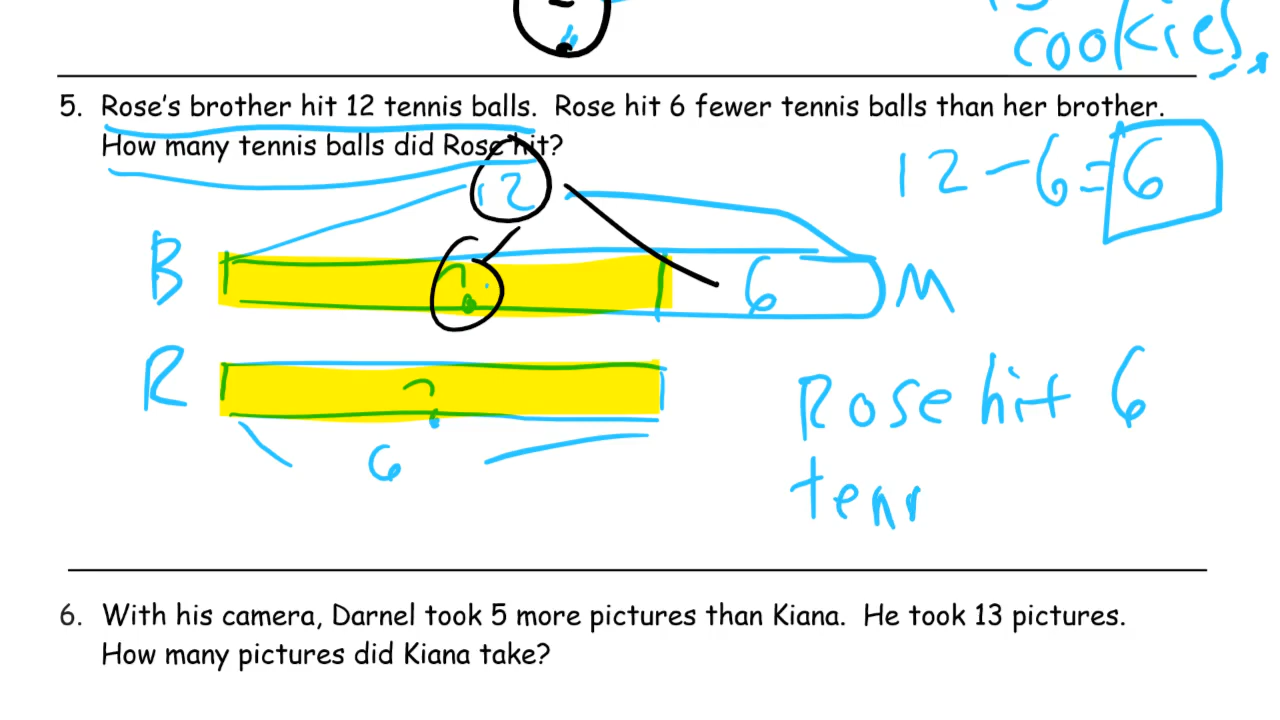 cookies.
5. Rose's brother hit 12 tennis balls. Rose hit 6 fewer tennis balls than her brother.
How many tennis balls did Rose hit?
12 - 6 = 6
12
B ? 6 M
R ?
6
Rose hit 6
tenn
6. With his camera, Darnel took 5 more pictures than Kiana. He took 13 pictures.
How many pictures did Kiana take?